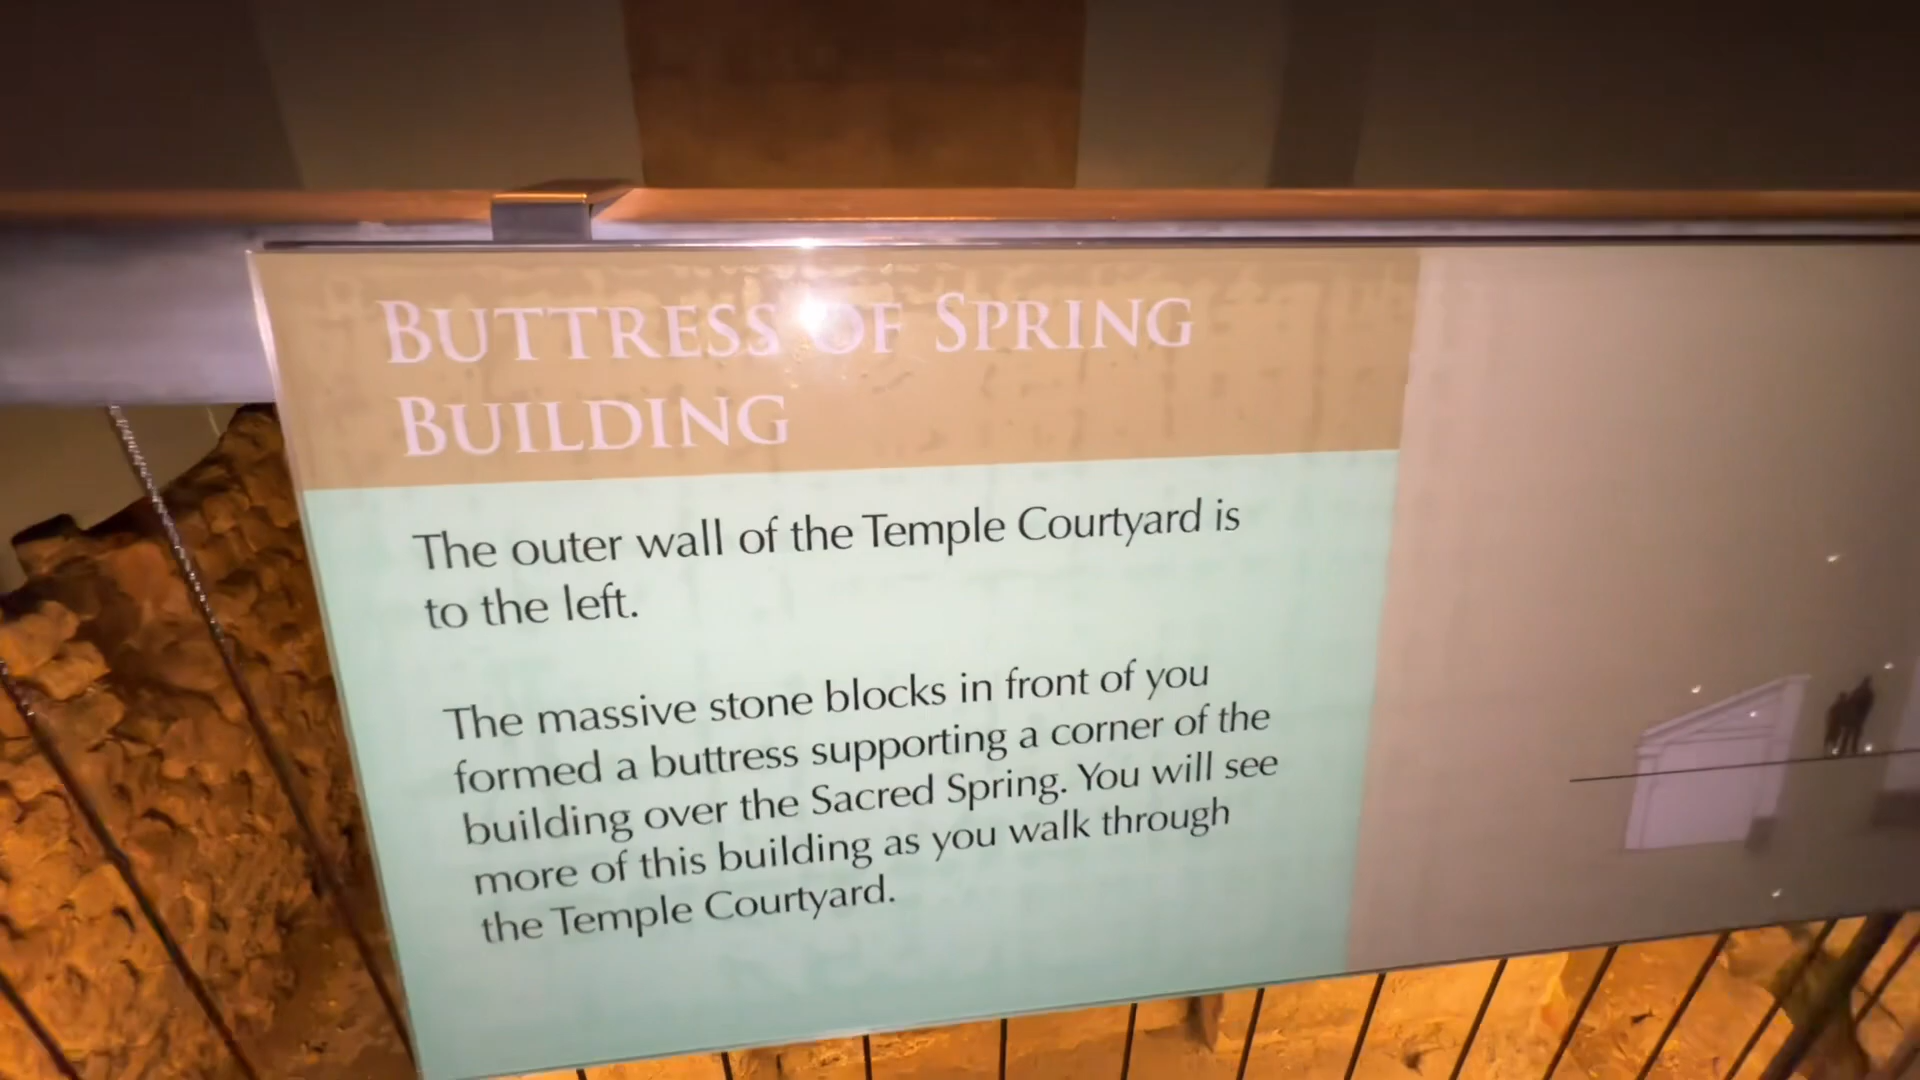 BUTTRESS OF SPRING
BUILDING
The outer wall of the Temple Courtyard is
to the left.
The massive stone blocks in front of you
formed a buttress supporting a corner of the
building over the Sacred Spring. You will see
more of this building as you walk through
the Temple Courtyard.